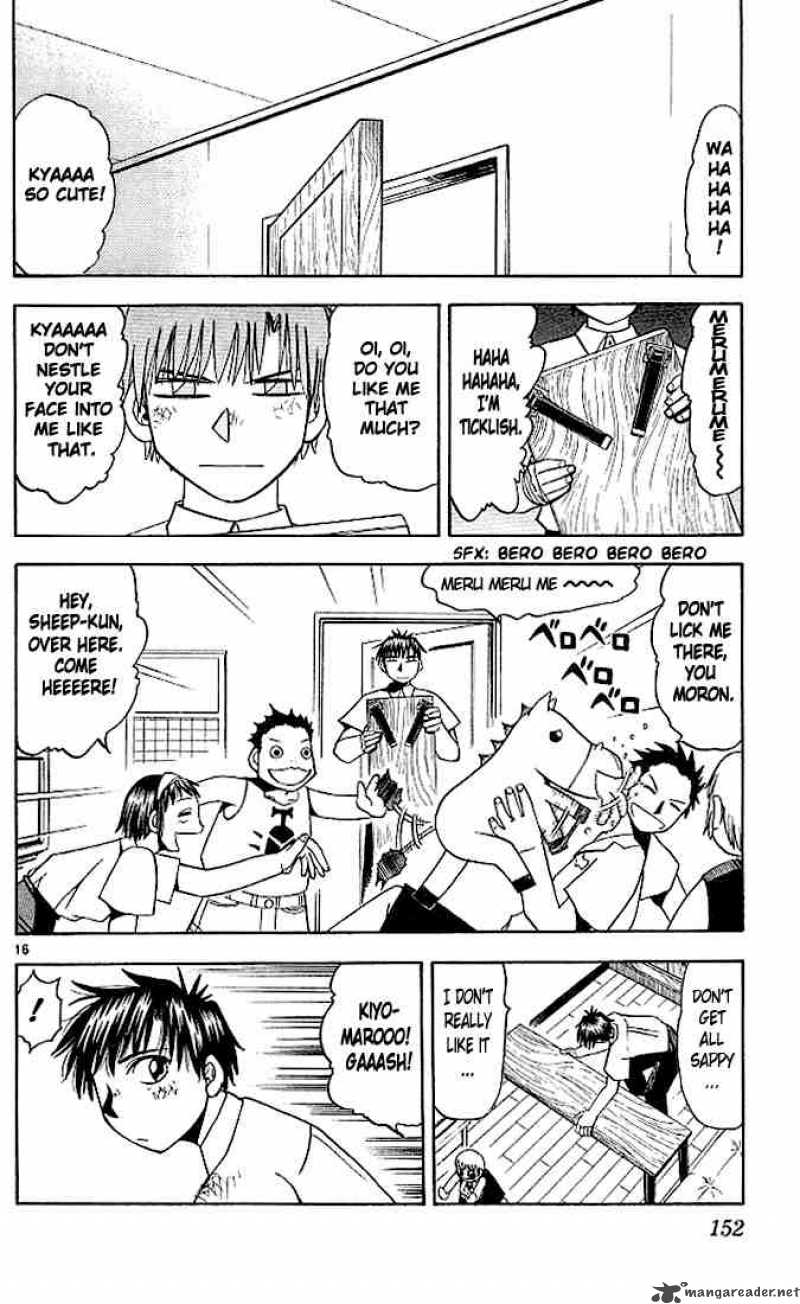 WA
HA
HA
HA
HA
!
KYAAAA
SO CUTE!
MERUMERUME~~
HAHA
HAHAHA,
I'M
TICKLISH.
OI, OI,
DO YOU
LIKE ME
THAT
MUCH?
KYAAAAA
DON'T
NESTLE
YOUR
FACE INTO
ME LIKE
THAT.
SFX: BERO BERO BERO BERO
DON'T
LICK ME
THERE,
YOU
MORON.
MERU MERU ME ~~~~
ベロベロ
ベロ
ベロ
HEY,
SHEEP-KUN,
OVER HERE.
COME
HEEEERE!
16
DON'T
GET
ALL
SAPPY
...
I DON'T
REALLY
LIKE IT
...
KIYO-
MAROOO!
GAAASH!
!
152
mangareader.net